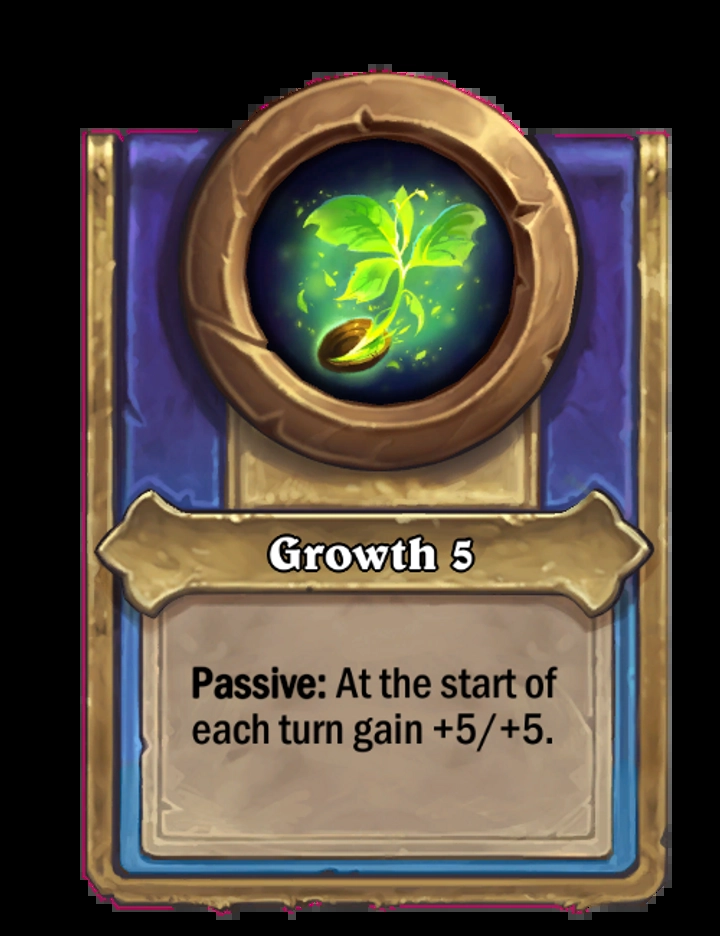 Growth 5
Passive: At the start of
each turn gain +5/+5.